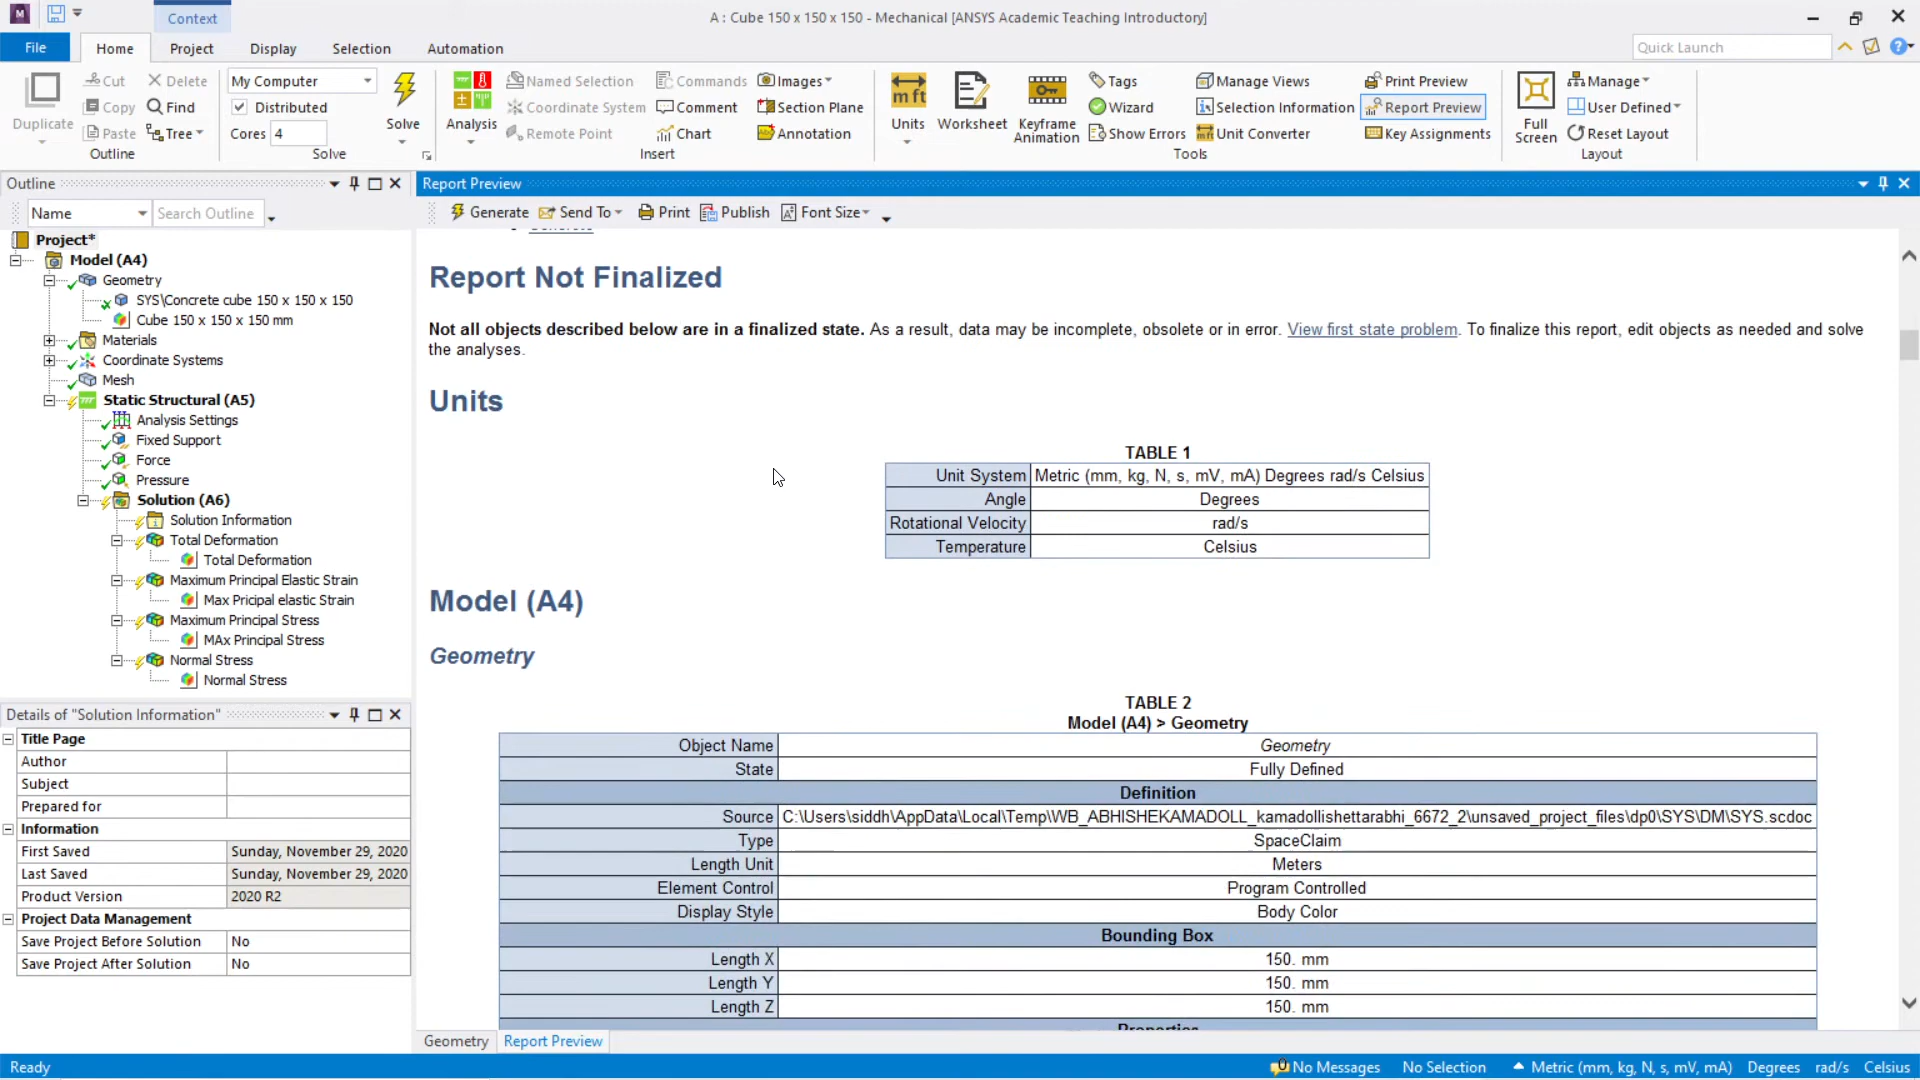 Context
A : Cube 150 x 150 x 150 - Mechanical [ANSYS Academic Teaching Introductory]
File Home Project Display Selection Automation
Quick Launch
Duplicate
Cut
Copy
Paste
Delete
Find
Tree
Outline
My Computer
Distributed
Cores 4
Solve
Solve
Analysis
Named Selection
Coordinate System
Remote Point
Commands
Comment
Chart
Images
Section Plane
Annotation
Insert
Units
Worksheet
Keyframe
Animation
Tags
Wizard
Show Errors
Manage Views
Selection Information
Unit Converter
Print Preview
Report Preview
Key Assignments
Tools
Full
Screen
Manage
User Defined
Reset Layout
Layout
Outline
Name
Search Outline
Project*
Model (A4)
Geometry
SYS\Concrete cube 150 x 150 x 150
Cube 150 x 150 x 150 mm
Materials
Coordinate Systems
Mesh
Static Structural (A5)
Analysis Settings
Fixed Support
Force
Pressure
Solution (A6)
Solution Information
Total Deformation
Total Deformation
Maximum Principal Elastic Strain
Max Pricipal elastic Strain
Maximum Principal Stress
MAx Principal Stress
Normal Stress
Normal Stress
Details of "Solution Information"
Title Page
Author
Subject
Prepared for
Information
First Saved Sunday, November 29, 2020
Last Saved Sunday, November 29, 2020
Product Version 2020 R2
Project Data Management
Save Project Before Solution No
Save Project After Solution No
Report Preview
Generate Send To Print Publish Font Size
Report Not Finalized
Not all objects described below are in a finalized state. As a result, data may be incomplete, obsolete or in error. View first state problem. To finalize this report, edit objects as needed and solve
the analyses.
Units
TABLE 1
Unit System Metric (mm, kg, N, s, mV, mA) Degrees rad/s Celsius
Angle Degrees
Rotational Velocity rad/s
Temperature Celsius
Model (A4)
Geometry
TABLE 2
Model (A4) > Geometry
Object Name Geometry
State Fully Defined
Definition
Source C:\Users\siddh\AppData\Local\Temp\WB_ABHISHEKAMADOLL_kamadollishettarabhi_6672_2\unsaved_project_files\dp0\SYS\DM\SYS.scdoc
Type SpaceClaim
Length Unit Meters
Element Control Program Controlled
Display Style Body Color
Bounding Box
Length X 150. mm
Length Y 150. mm
Length Z 150. mm
Geometry Report Preview
Ready
No Messages No Selection Metric (mm, kg, N, s, mV, mA) Degrees rad/s Celsius